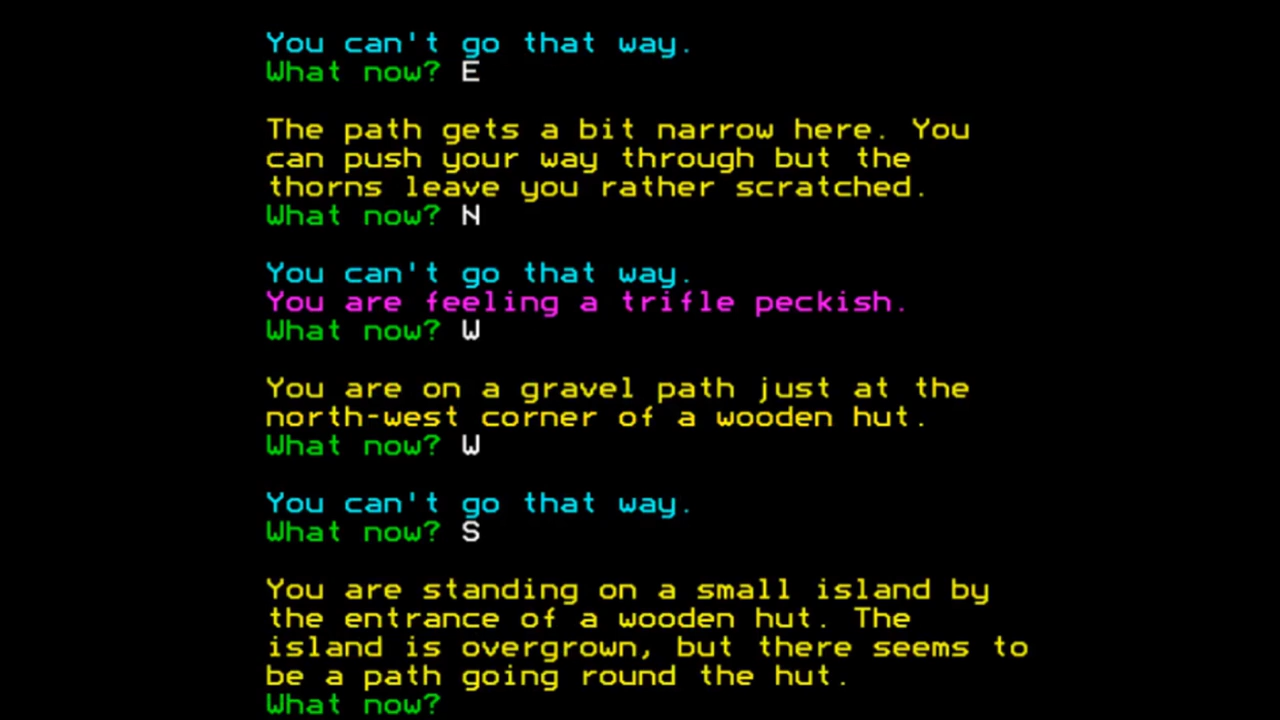 You can't go that way.
What now? E
The path gets a bit narrow here. You
can push your way through but the
thorns leave you rather scratched.
What now? N
You can't go that way.
You are feeling a trifle peckish.
What now? W
You are on a gravel path just at the
north-west corner of a wooden hut.
What now? W
You can't go that way.
What now? S
You are standing on a small island by
the entrance of a wooden hut. The
island is overgrown, but there seems to
be a path going round the hut.
What now?